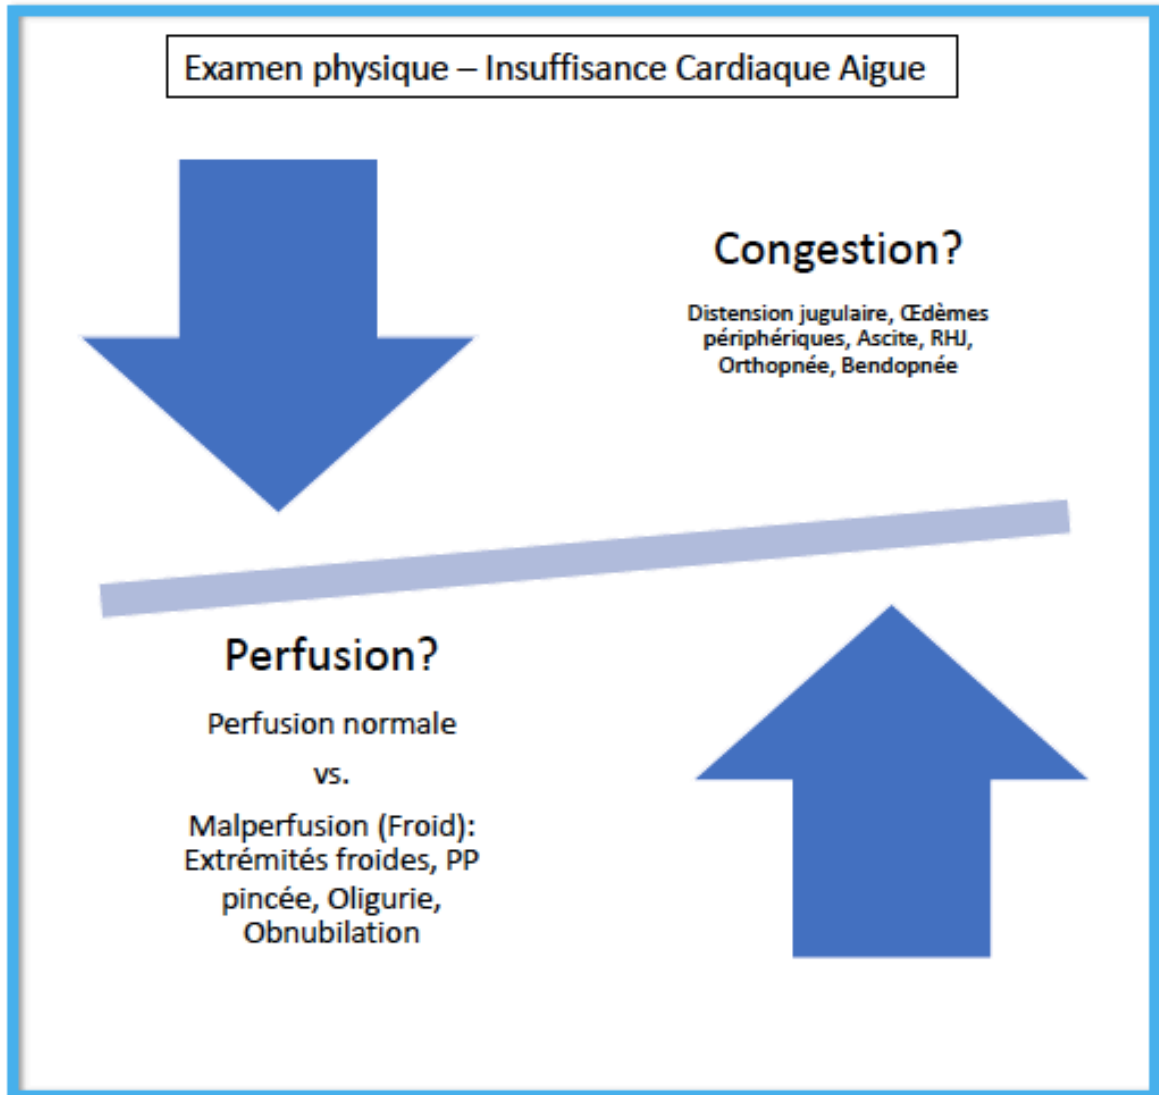 Examen physique – Insuffisance Cardiaque Aigue
Congestion?
Distension jugulaire, Œdèmes
périphériques, Ascite, RHJ,
Orthopnée, Bendopnée
Perfusion?
Perfusion normale
vs.
Malperfusion (Froid):
Extrémités froides, PP
pincée, Oligurie,
Obnubilation